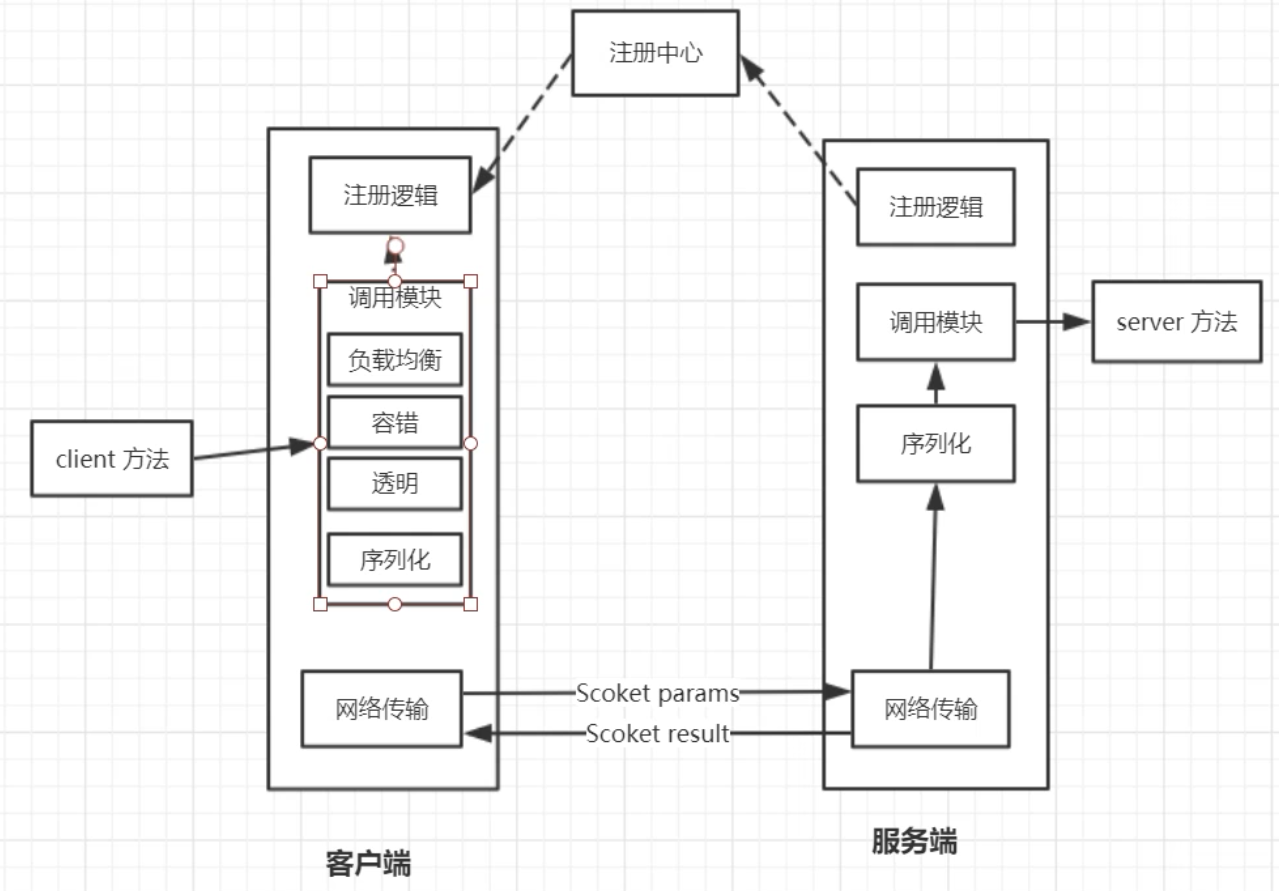 注册中心
注册逻辑
调用模块
负载均衡
容错
透明
序列化
client 方法
网络传输
Scoket params
Scoket result
注册逻辑
调用模块
server 方法
序列化
网络传输
客户端
服务端